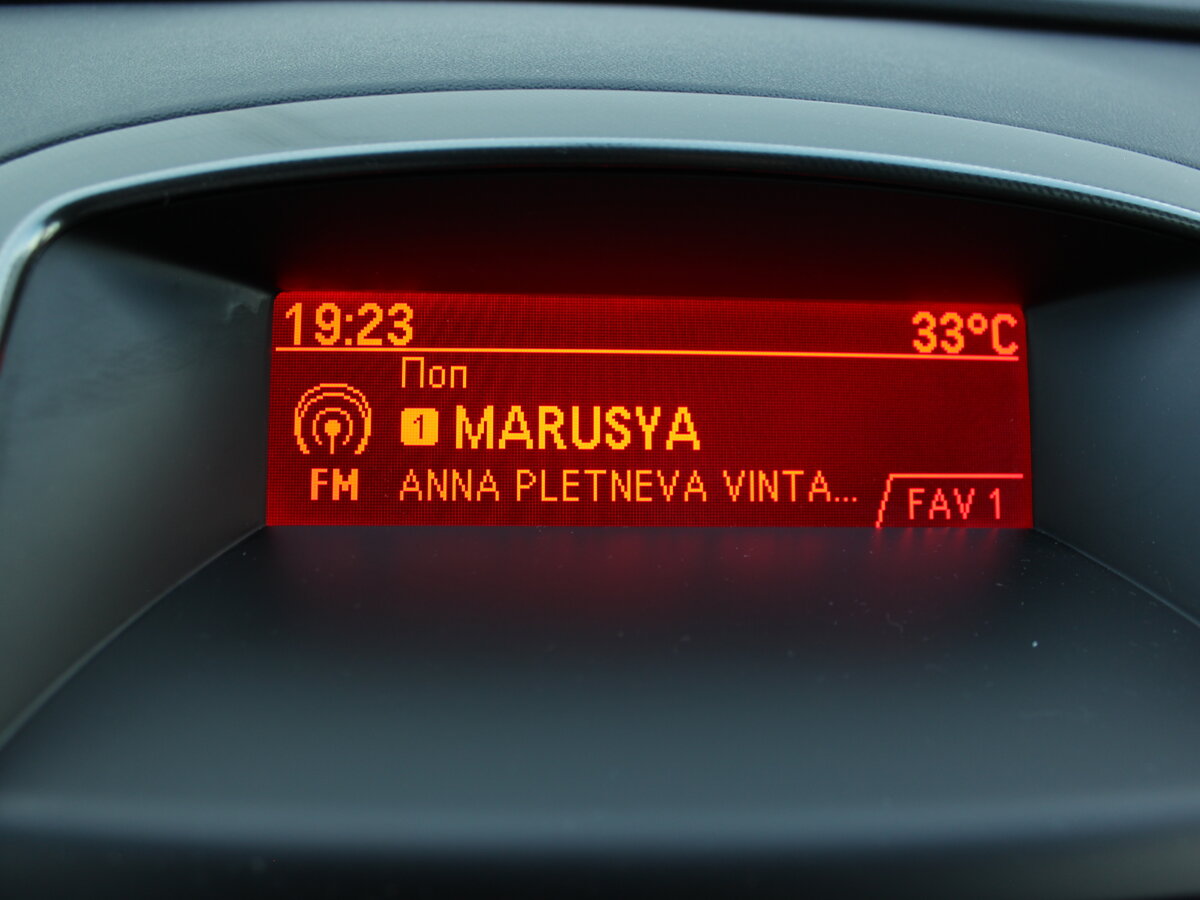 19:23 33°C
Поп
1 MARUSYA
FM ANNA PLETNEVA VINTA...
FAV 1